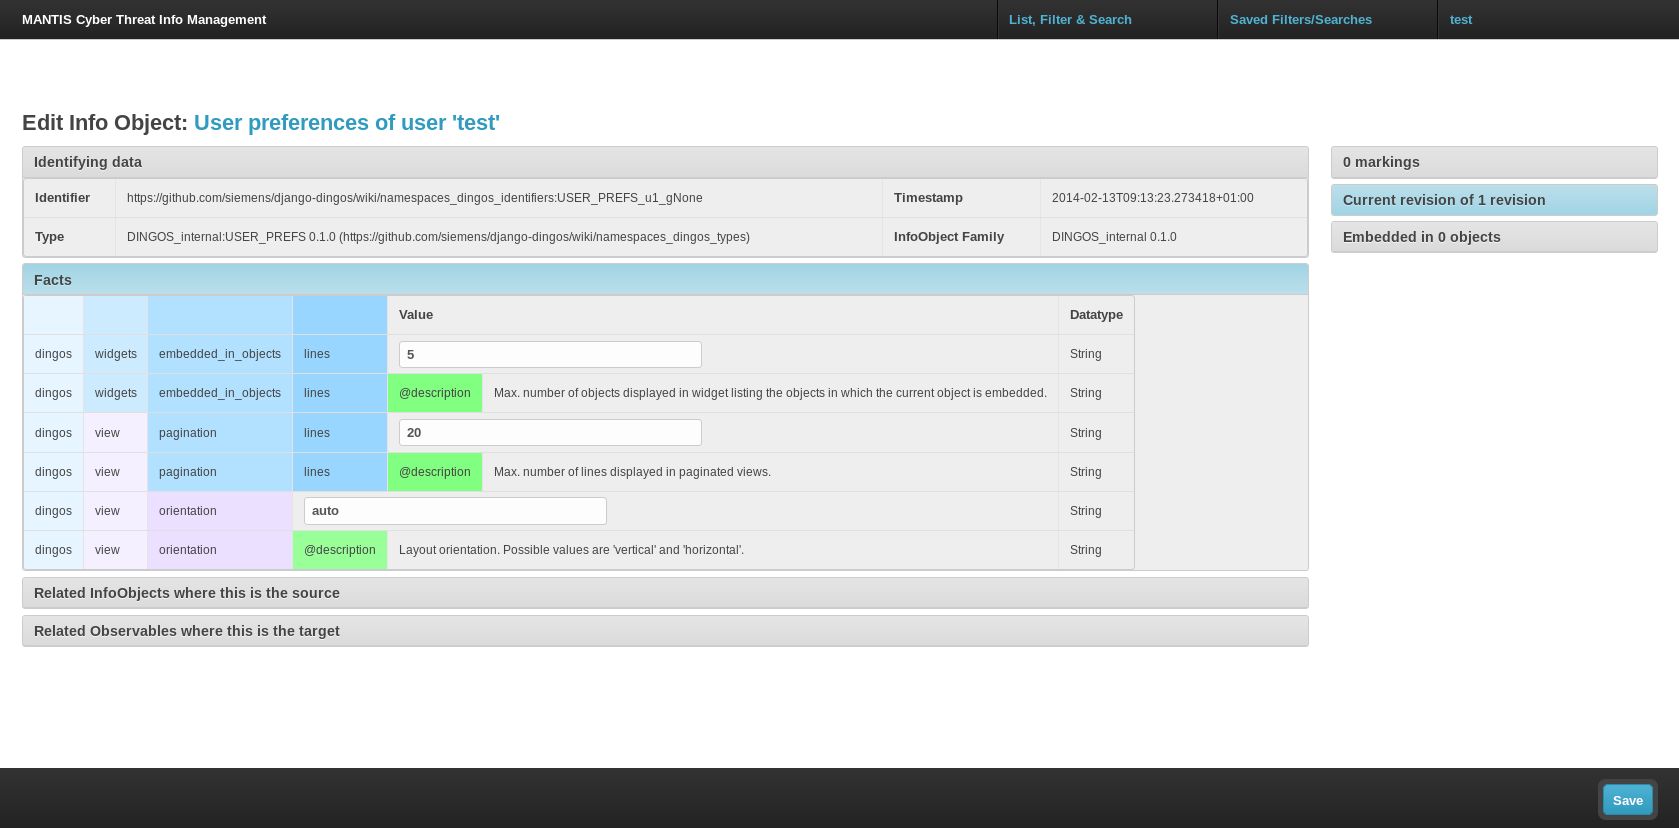 MANTIS Cyber Threat Info Management List, Filter & Search Saved Filters/Searches test
Edit Info Object: User preferences of user 'test'
Identifying data
Identifier https://github.com/siemens/django-dingos/wiki/namespaces_dingos_identifiers:USER_PREFS_u1_gNone Timestamp 2014-02-13T09:13:23.273418+01:00
Type DINGOS_internal:USER_PREFS 0.1.0 (https://github.com/siemens/django-dingos/wiki/namespaces_dingos_types) InfoObject Family DINGOS_internal 0.1.0
Facts
Value Datatype
dingos widgets embedded_in_objects lines 5 String
dingos widgets embedded_in_objects lines @description Max. number of objects displayed in widget listing the objects in which the current object is embedded. String
dingos view pagination lines 20 String
dingos view pagination lines @description Max. number of lines displayed in paginated views. String
dingos view orientation auto String
dingos view orientation @description Layout orientation. Possible values are 'vertical' and 'horizontal'. String
Related InfoObjects where this is the source
Related Observables where this is the target
0 markings
Current revision of 1 revision
Embedded in 0 objects
Save